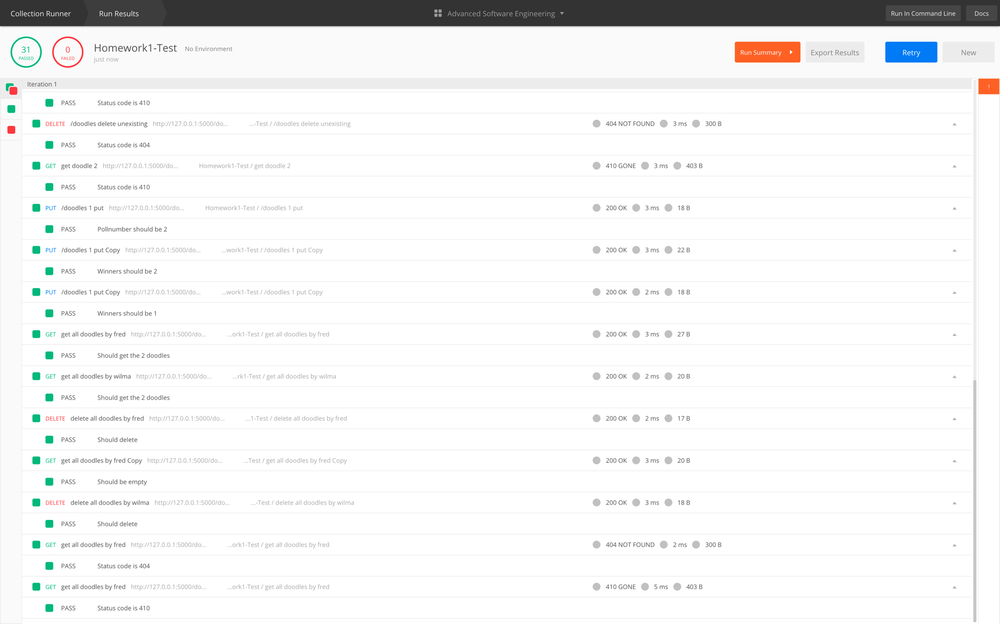 Collection Runner Run Results Advanced Software Engineering Run In Command Line Docs
31 PASSED 0 FAILED Homework1-Test No Environment
just now
Run Summary Export Results Retry New
Iteration 1 1
PASS Status code is 410
DELETE /doodles delete unexisting http://127.0.0.1:5000/do... ...-Test / /doodles delete unexisting 404 NOT FOUND 3 ms 300 B
PASS Status code is 404
GET get doodle 2 http://127.0.0.1:5000/do... Homework1-Test / get doodle 2 410 GONE 3 ms 403 B
PASS Status code is 410
PUT /doodles 1 put http://127.0.0.1:5000/do... Homework1-Test / /doodles 1 put 200 OK 3 ms 18 B
PASS Pollnumber should be 2
PUT /doodles 1 put Copy http://127.0.0.1:5000/do... ...work1-Test / /doodles 1 put Copy 200 OK 3 ms 22 B
PASS Winners should be 2
PUT /doodles 1 put Copy http://127.0.0.1:5000/do... ...work1-Test / /doodles 1 put Copy 200 OK 2 ms 18 B
PASS Winners should be 1
GET get all doodles by fred http://127.0.0.1:5000/do... ...ork1-Test / get all doodles by fred 200 OK 3 ms 27 B
PASS Should get the 2 doodles
GET get all doodles by wilma http://127.0.0.1:5000/do... ...rk1-Test / get all doodles by wilma 200 OK 2 ms 20 B
PASS Should get the 2 doodles
DELETE delete all doodles by fred http://127.0.0.1:5000/do... ...1-Test / delete all doodles by fred 200 OK 2 ms 17 B
PASS Should delete
GET get all doodles by fred Copy http://127.0.0.1:5000/do... ...Test / get all doodles by fred Copy 200 OK 3 ms 20 B
PASS Should be empty
DELETE delete all doodles by wilma http://127.0.0.1:5000/do... ...-Test / delete all doodles by wilma 200 OK 3 ms 18 B
PASS Should delete
GET get all doodles by fred http://127.0.0.1:5000/do... ...ork1-Test / get all doodles by fred 404 NOT FOUND 2 ms 300 B
PASS Status code is 404
GET get all doodles by fred http://127.0.0.1:5000/do... ...ork1-Test / get all doodles by fred 410 GONE 5 ms 403 B
PASS Status code is 410